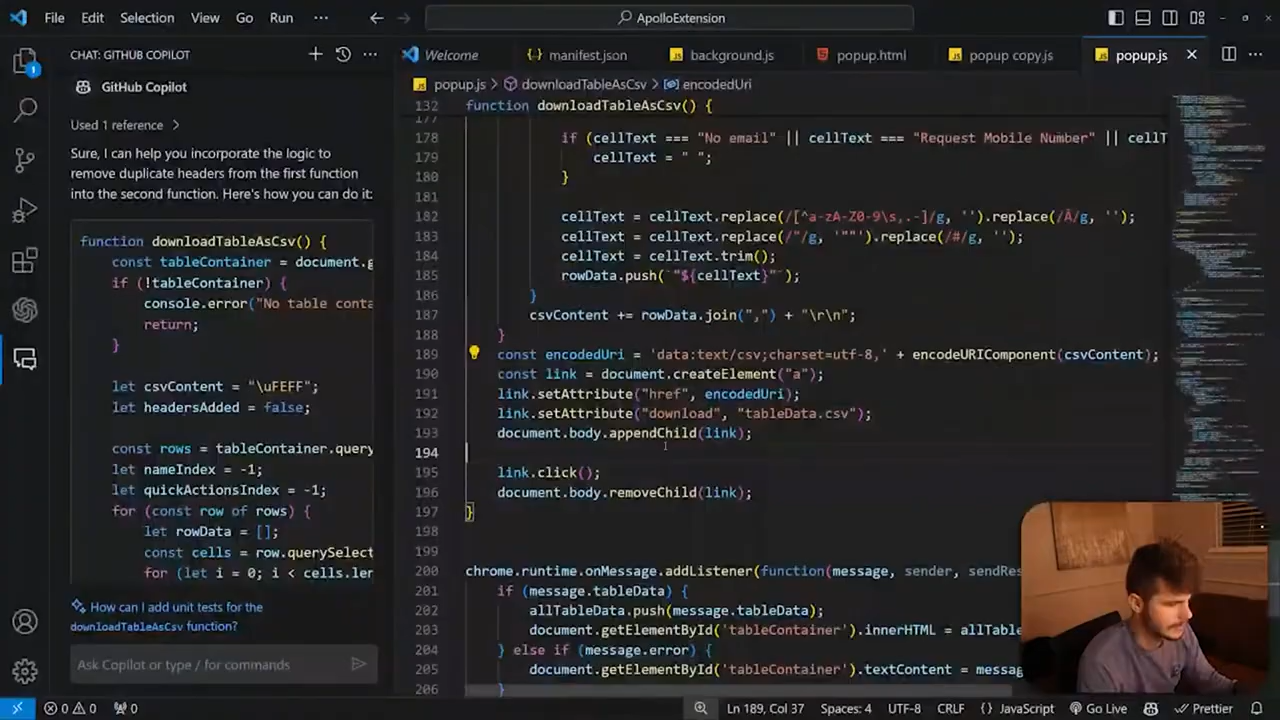 File Edit Selection View Go Run ··· ApolloExtension
CHAT: GITHUB COPILOT
GitHub Copilot
Used 1 reference
Sure, I can help you incorporate the logic to
remove duplicate headers from the first function
into the second function. Here's how you can do it:
function downloadTableAsCsv() {
const tableContainer = document.g
if (!tableContainer) {
console.error("No table conta
return;
}
let csvContent = "\uFEFF";
let headersAdded = false;
const rows = tableContainer.query
let nameIndex = -1;
let quickActionsIndex = -1;
for (const row of rows) {
let rowData = [];
const cells = row.querySelect
for (let i = 0; i < cells.len
How can I add unit tests for the
downloadTableAsCsv function?
Ask Copilot or type / for commands
1
Welcome manifest.json background.js popup.html popup copy.js popup.js
popup.js > downloadTableAsCsv > encodedUri
132 function downloadTableAsCsv() {
177
178 if (cellText === "No email" || cellText === "Request Mobile Number" || cellT
179 cellText = " ";
180 }
181
182 cellText = cellText.replace(/[^a-zA-Z0-9\s,.-]/g, '').replace(/Â/g, '');
183 cellText = cellText.replace(/"/g, '""').replace(/#/g, '');
184 cellText = cellText.trim();
185 rowData.push(`"${cellText}"`);
186 }
187 csvContent += rowData.join(",") + "\r\n";
188 }
189 const encodedUri = 'data:text/csv;charset=utf-8,' + encodeURIComponent(csvContent);
190 const link = document.createElement("a");
191 link.setAttribute("href", encodedUri);
192 link.setAttribute("download", "tableData.csv");
193 document.body.appendChild(link);
194
195 link.click();
196 document.body.removeChild(link);
197 }
198
199
200 chrome.runtime.onMessage.addListener(function(message, sender, sendRes
201 if (message.tableData) {
202 allTableData.push(message.tableData);
203 document.getElementById('tableContainer').innerHTML = allTable
204 } else if (message.error) {
205 document.getElementById('tableContainer').textContent = messag
206 }
0 0 0 Ln 189, Col 37 Spaces: 4 UTF-8 CRLF {} JavaScript Go Live Prettier